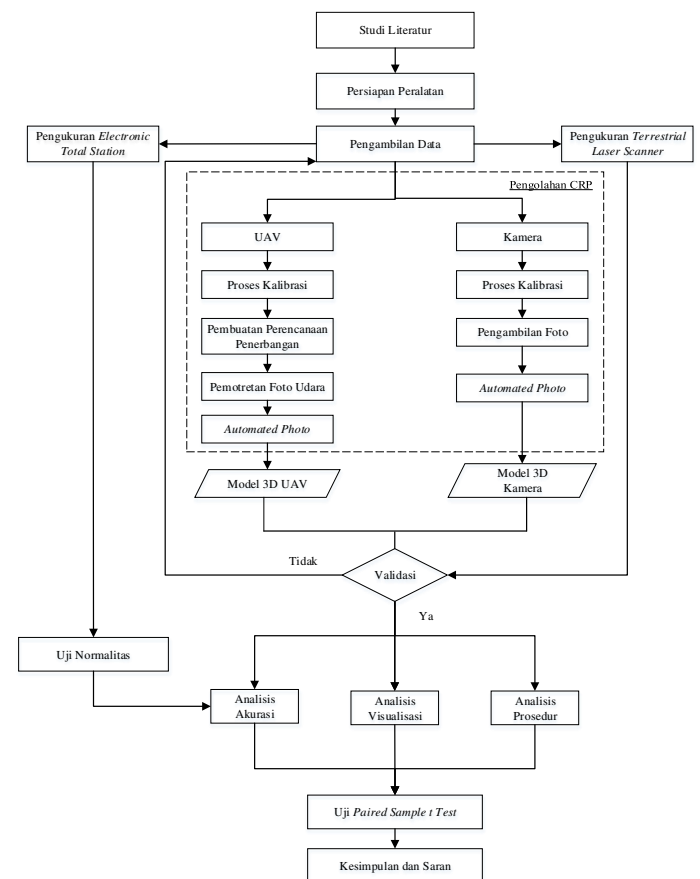 Studi Literatur
Persiapan Peralatan
Pengukuran Electronic
Total Station
Pengambilan Data
Pengukuran Terrestrial
Laser Scanner
Pengolahan CRP
UAV
Kamera
Proses Kalibrasi
Proses Kalibrasi
Pembuatan Perencanaan
Penerbangan
Pengambilan Foto
Pemotretan Foto Udara
Automated Photo
Automated Photo
Model 3D UAV
Model 3D
Kamera
Tidak
Validasi
Ya
Uji Normalitas
Analisis
Akurasi
Analisis
Visualisasi
Analisis
Prosedur
Uji Paired Sample t Test
Kesimpulan dan Saran